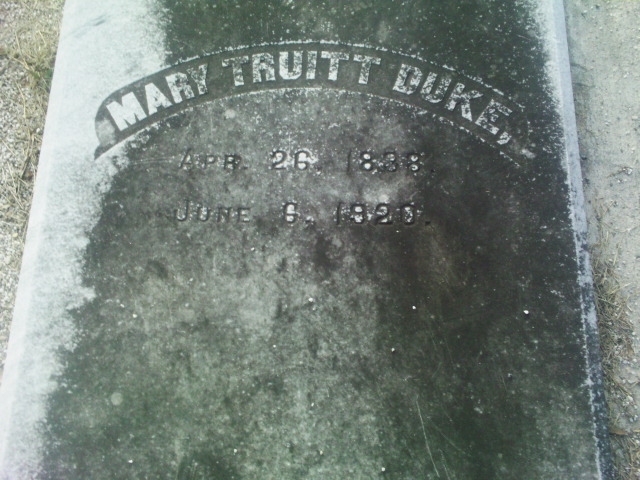 MARY TRUITT DUKE,
APR. 26. 1838.
JUNE 6, 1920.